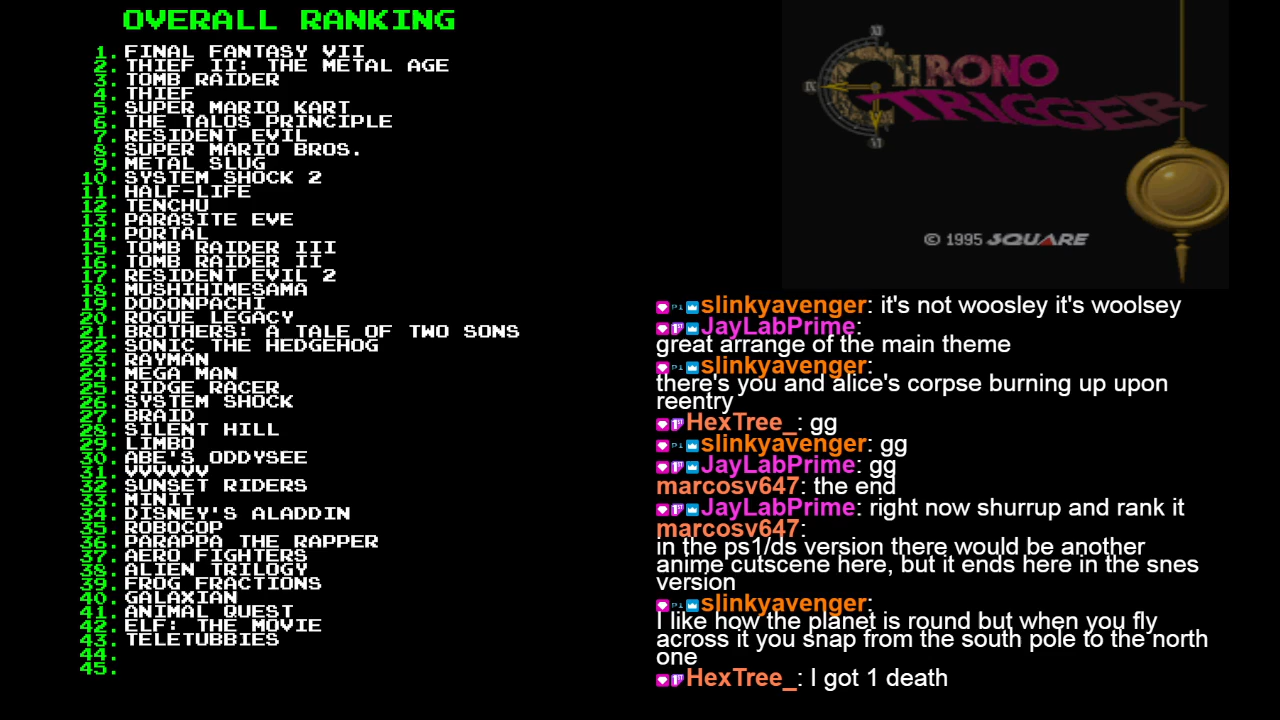 OVERALL RANKING
1. FINAL FANTASY VII
2. THIEF II: THE METAL AGE
3. TOMB RAIDER
4. THIEF
5. SUPER MARIO KART
6. THE TALOS PRINCIPLE
7. RESIDENT EVIL
8. SUPER MARIO BROS.
9. METAL SLUG
10. SYSTEM SHOCK 2
11. HALF-LIFE
12. TENCHU
13. PARASITE EVE
14. PORTAL
15. TOMB RAIDER III
16. TOMB RAIDER II
17. RESIDENT EVIL 2
18. MUSHIHIMESAMA
19. DODONPACHI
20. ROGUE LEGACY
21. BROTHERS: A TALE OF TWO SONS
22. SONIC THE HEDGEHOG
23. RAYMAN
24. MEGA MAN
25. RIDGE RACER
26. SYSTEM SHOCK
27. BRAID
28. SILENT HILL
29. LIMBO
30. ABE'S ODDYSEE
31. VVVVVV
32. SUNSET RIDERS
33. MINIT
34. DISNEY'S ALADDIN
35. ROBOCOP
36. PARAPPA THE RAPPER
37. AERO FIGHTERS
38. ALIEN TRILOGY
39. FROG FRACTIONS
40. GALAXIAN
41. ANIMAL QUEST
42. ELF: THE MOVIE
43. TELETUBBIES
44.
45.
CHRONO
TRIGGER
© 1995 SQUARE
slinkyavenger: it's not woosley it's woolsey
JayLabPrime:
great arrange of the main theme
slinkyavenger:
there's you and alice's corpse burning up upon
reentry
HexTree_: gg
slinkyavenger: gg
JayLabPrime: gg
marcosv647: the end
JayLabPrime: right now shurrup and rank it
marcosv647:
in the ps1/ds version there would be another
anime cutscene here, but it ends here in the snes
version
slinkyavenger:
I like how the planet is round but when you fly
across it you snap from the south pole to the north
one
HexTree_: I got 1 death